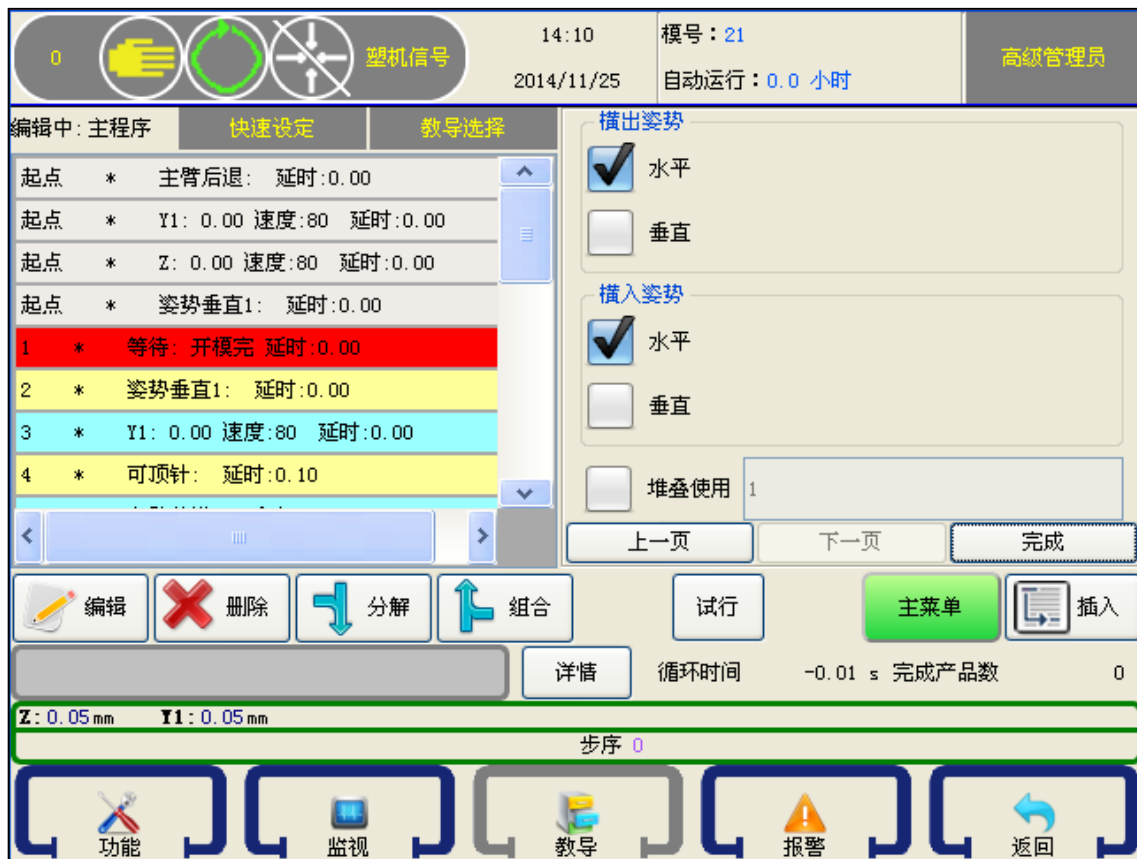 0 塑机信号 14:10 模号：21 高级管理员
2014/11/25 自动运行：0.0 小时
编辑中：主程序 快速设定 教导选择
起点 * 主臂后退： 延时:0.00
起点 * Y1: 0.00 速度:80 延时:0.00
起点 * Z: 0.00 速度:80 延时:0.00
起点 * 姿势垂直1: 延时:0.00
1 * 等待：开模完 延时:0.00
2 * 姿势垂直1: 延时:0.00
3 * Y1: 0.00 速度:80 延时:0.00
4 * 可顶针： 延时:0.10
横出姿势
水平
垂直
横入姿势
水平
垂直
堆叠使用 1
上一页 下一页 完成
编辑 删除 分解 组合 试行 主菜单 插入
详情 循环时间 -0.01 s 完成产品数 0
Z:0.05mm Y1:0.05mm
步序 0
功能 监视 教导 报警 返回